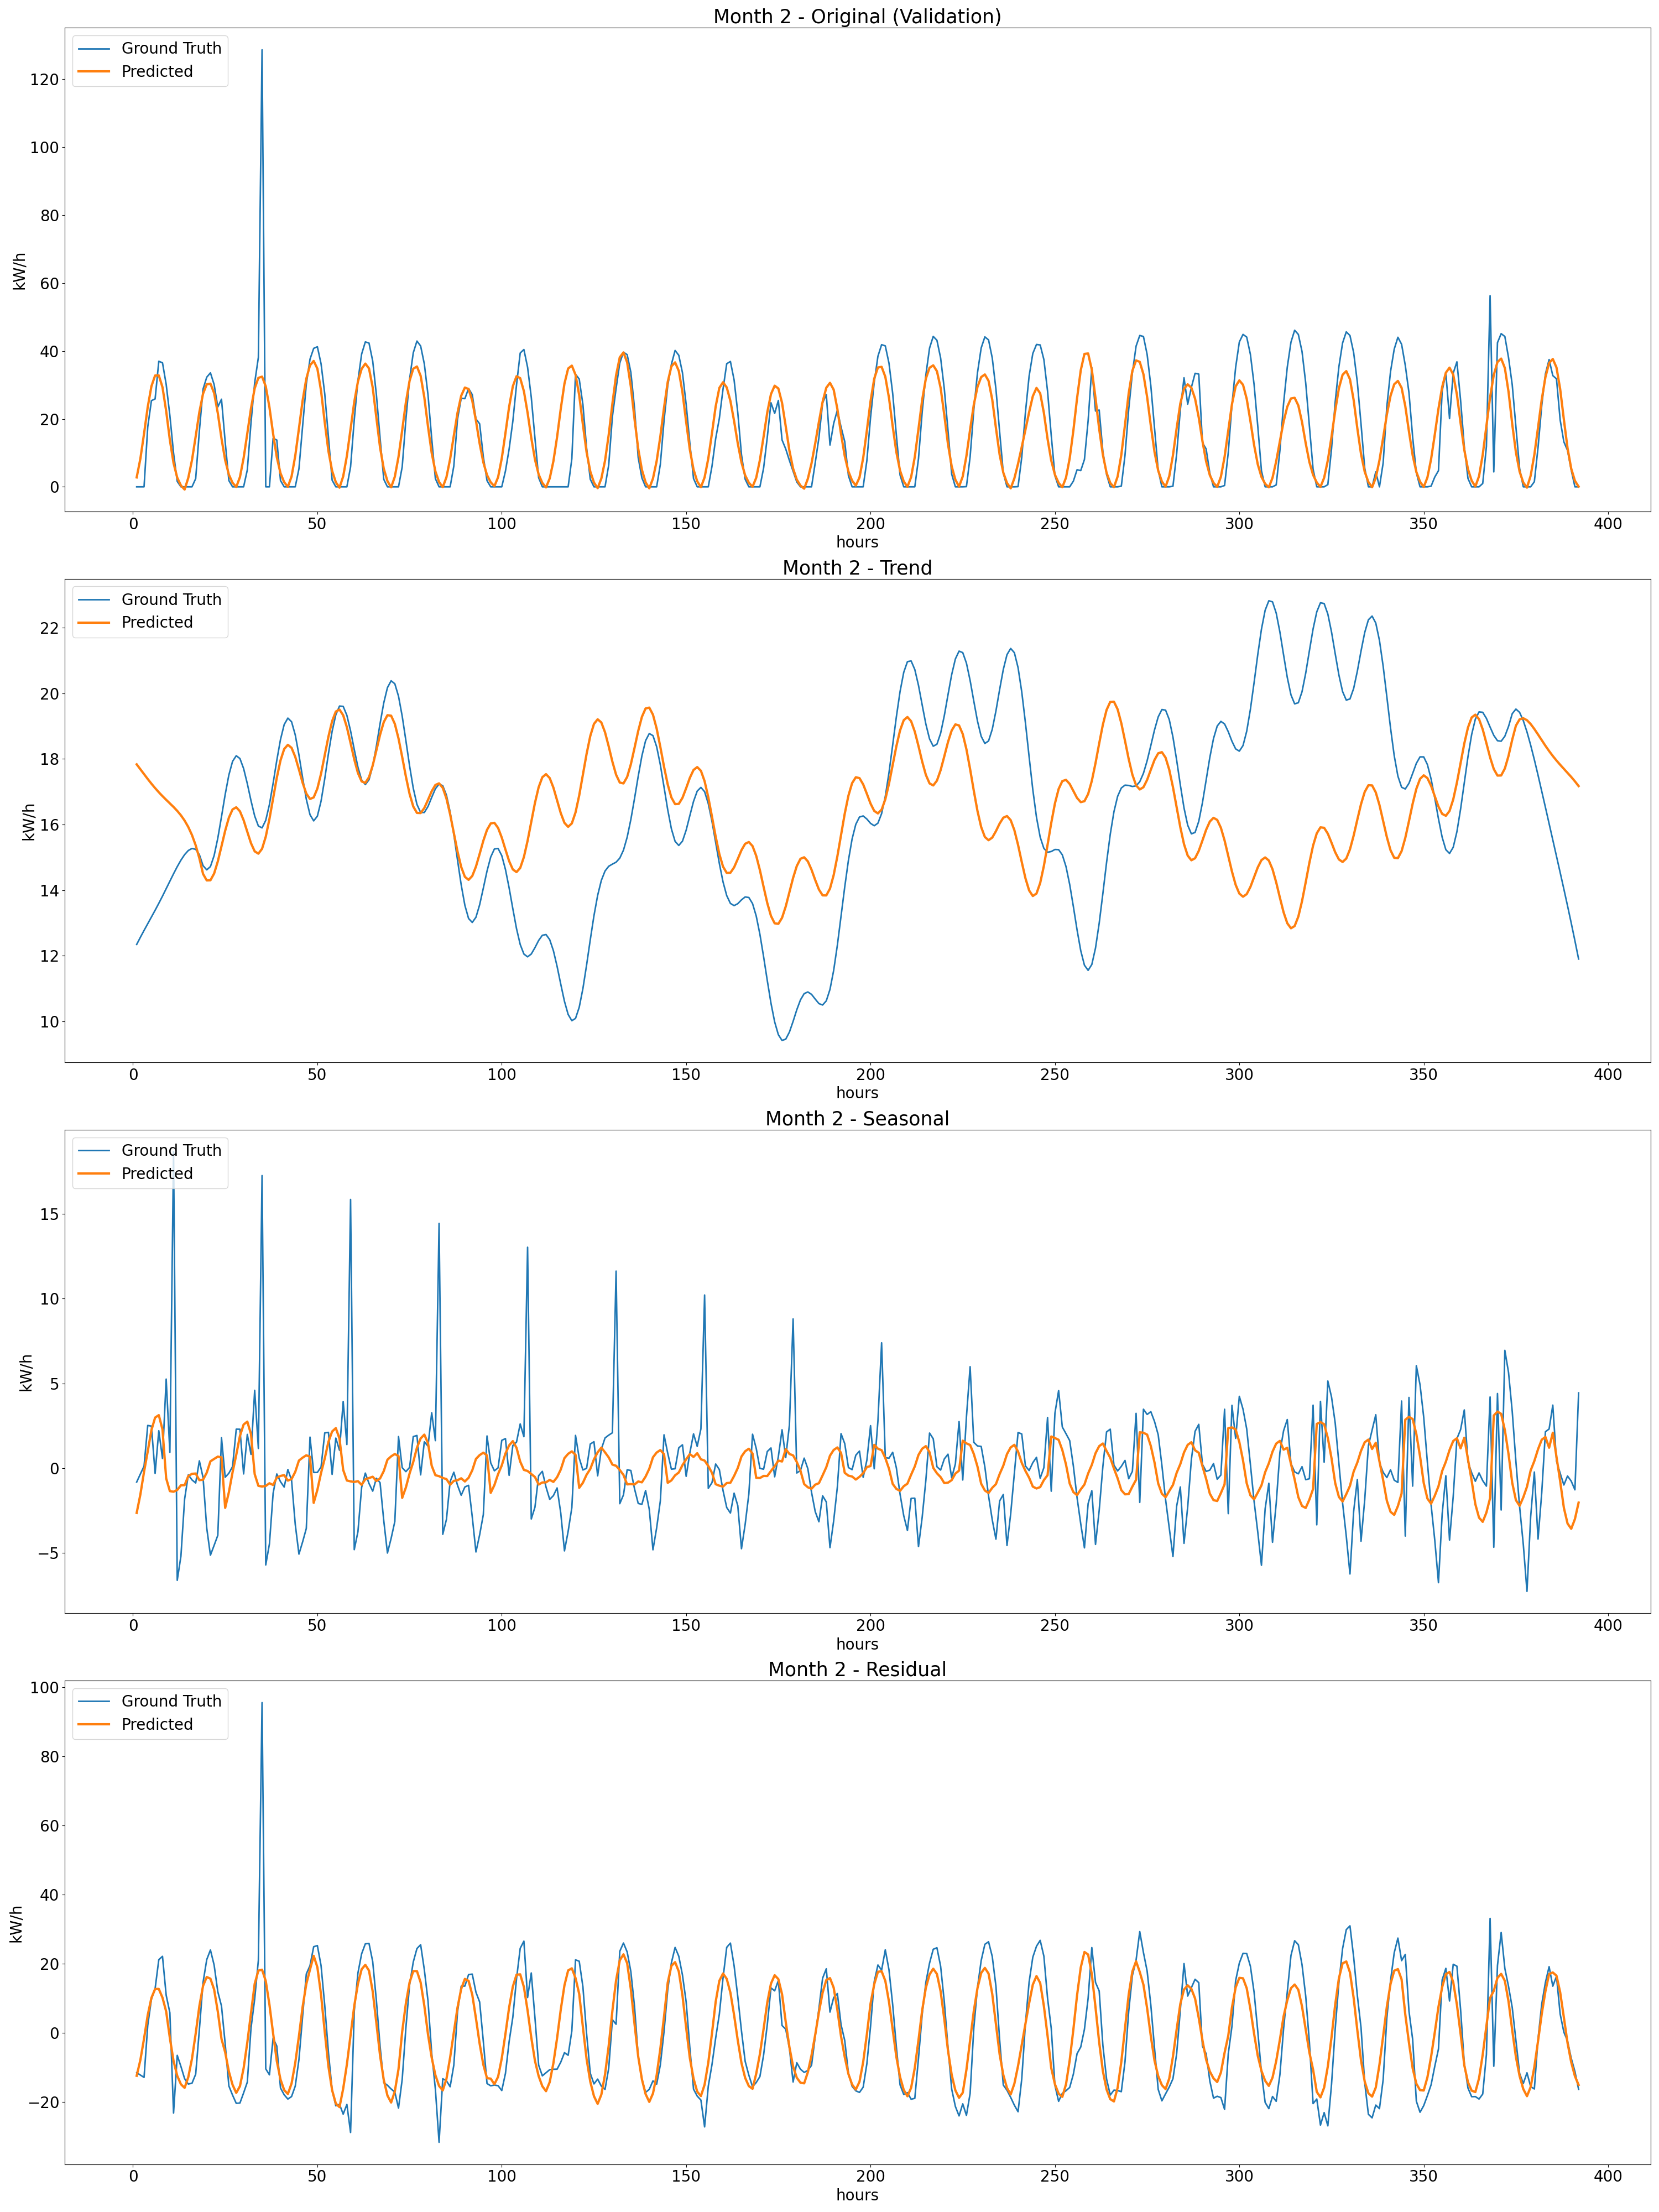 Month 2 - Original (Validation)
Ground Truth
Predicted
120
100
80
60
40
20
0
kW/h
0 50 100 150 200 250 300 350 400
hours
Month 2 - Trend
Ground Truth
Predicted
22
20
18
16
14
12
10
kW/h
0 50 100 150 200 250 300 350 400
hours
Month 2 - Seasonal
Ground Truth
Predicted
15
10
5
0
−5
kW/h
0 50 100 150 200 250 300 350 400
hours
Month 2 - Residual
Ground Truth
Predicted
100
80
60
40
20
0
−20
kW/h
0 50 100 150 200 250 300 350 400
hours